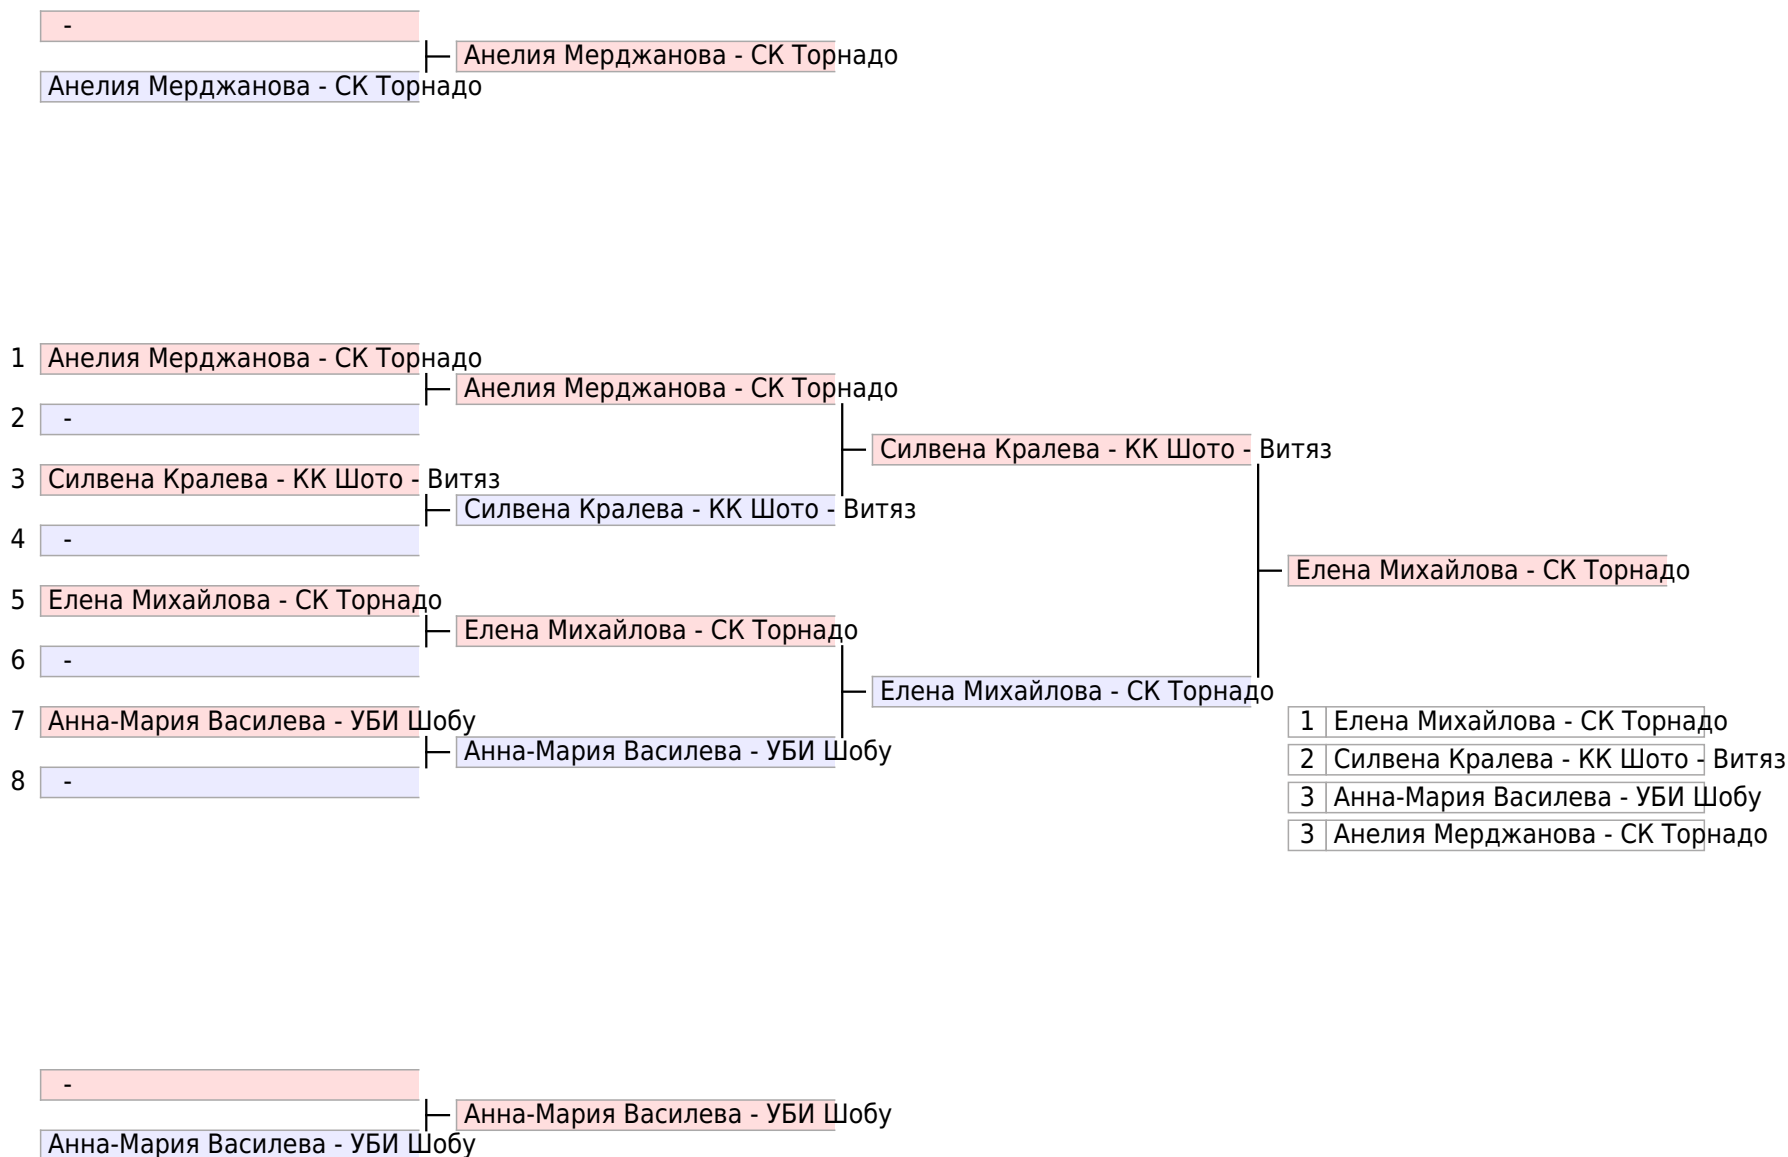 -
Анелия Мерджанова - СК Торнадо
Анелия Мерджанова - СК Торнадо
1 Анелия Мерджанова - СК Торнадо
Анелия Мерджанова - СК Торнадо
2 -
Силвена Кралева - КК Шото - Витяз
3 Силвена Кралева - КК Шото - Витяз
Силвена Кралева - КК Шото - Витяз
4 -
Елена Михайлова - СК Торнадо
5 Елена Михайлова - СК Торнадо
Елена Михайлова - СК Торнадо
6 -
Елена Михайлова - СК Торнадо
7 Анна-Мария Василева - УБИ Шобу
Анна-Мария Василева - УБИ Шобу
8 -
1 Елена Михайлова - СК Торнадо
2 Силвена Кралева - КК Шото - Витяз
3 Анна-Мария Василева - УБИ Шобу
3 Анелия Мерджанова - СК Торнадо
-
Анна-Мария Василева - УБИ Шобу
Анна-Мария Василева - УБИ Шобу